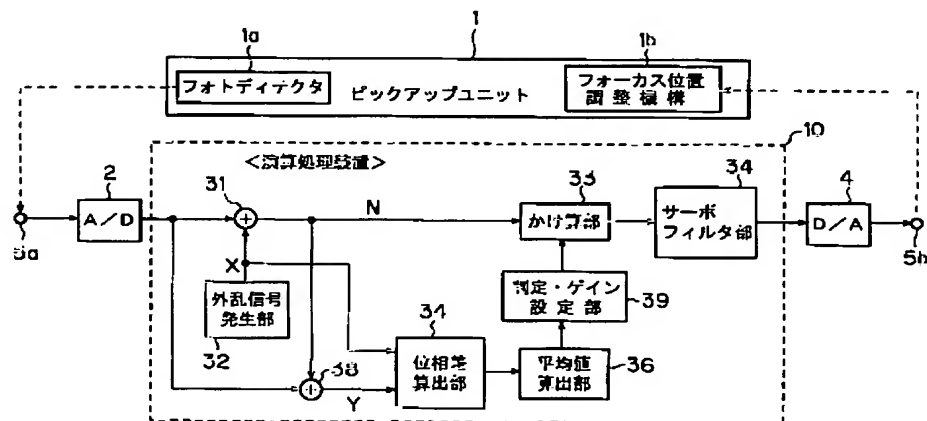 1
1a
1b
フォトディテクタ
ピックアップユニット
フォーカス位置
調整機構
10
<演算処理装置>
2
31
33
34
4
A/D
N
かけ算部
サーボ
フィルタ部
D/A
5a
5b
X
外乱信号
発生部
32
判定・ゲイン
設定部
39
34
位相差
算出部
平均値
算出部
36
38
Y